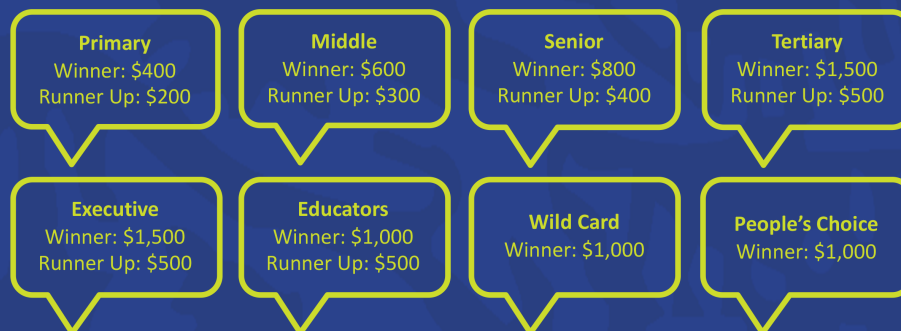 Primary
Winner: $400
Runner Up: $200
Middle
Winner: $600
Runner Up: $300
Senior
Winner: $800
Runner Up: $400
Tertiary
Winner: $1,500
Runner Up: $500
Executive
Winner: $1,500
Runner Up: $500
Educators
Winner: $1,000
Runner Up: $500
Wild Card
Winner: $1,000
People’s Choice
Winner: $1,000